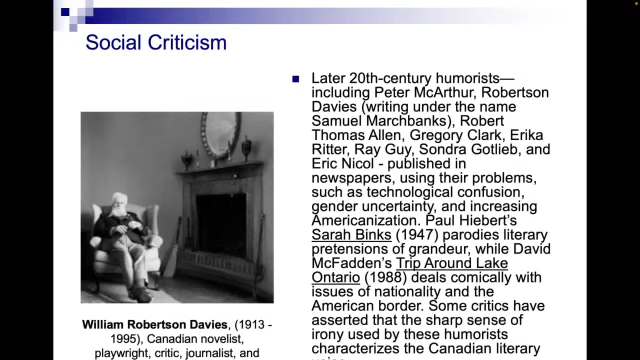 Social Criticism
Later 20th-century humorists—
including Peter McArthur, Robertson
Davies (writing under the name
Samuel Marchbanks), Robert
Thomas Allen, Gregory Clark, Erika
Ritter, Ray Guy, Sondra Gotlieb, and
Eric Nicol - published in
newspapers, using their problems,
such as technological confusion,
gender uncertainty, and increasing
Americanization. Paul Hiebert's
Sarah Binks (1947) parodies literary
pretensions of grandeur, while David
McFadden's Trip Around Lake
Ontario (1988) deals comically with
issues of nationality and the
American border. Some critics have
asserted that the sharp sense of
irony used by these humorists
characterizes the Canadian literary
William Robertson Davies, (1913 -
1995), Canadian novelist,
playwright, critic, journalist, and